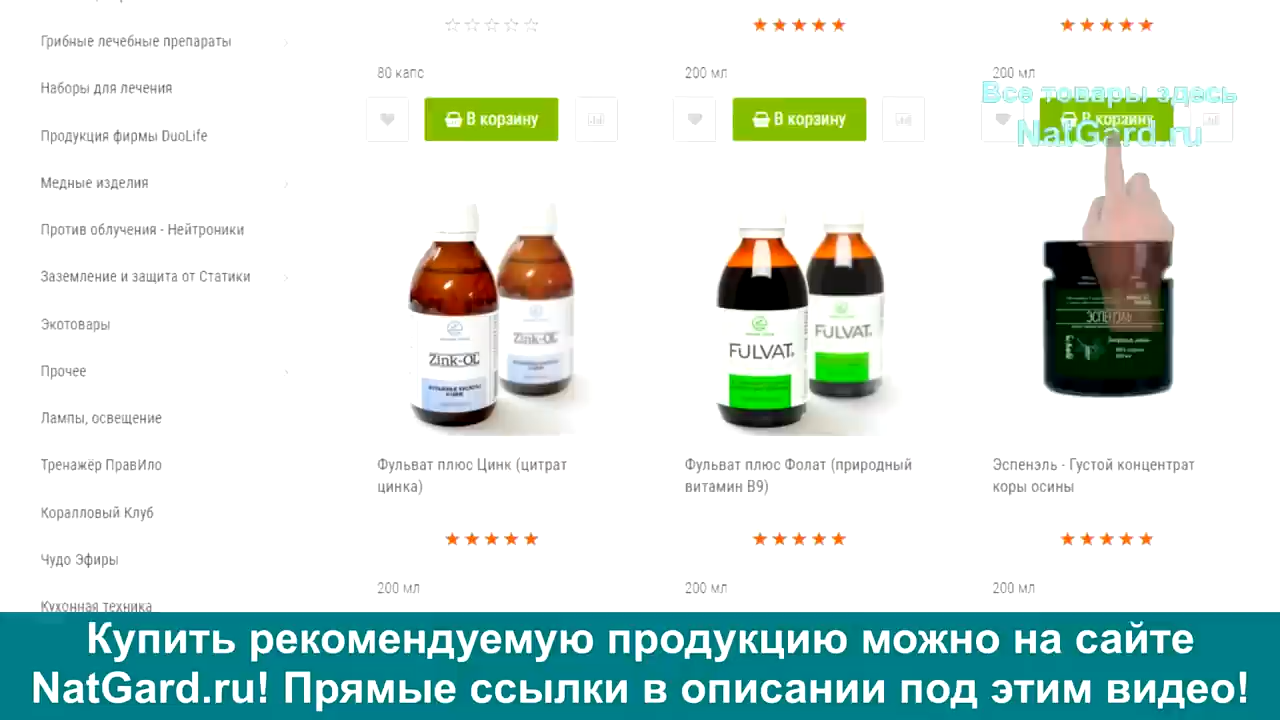 Грибные лечебные препараты
Наборы для лечения
Продукция фирмы DuoLife
Медные изделия
Против облучения - Нейтроники
Заземление и защита от Статики
Экотовары
Прочее
Лампы, освещение
Тренажёр ПравИло
Коралловый Клуб
Чудо Эфиры
Кухонная техника
80 капс
200 мл
200 мл
В корзину
В корзину
В корзину
Все товары здесь
NatGard.ru
Zink-OL
Zink-OL
FULVAT
FULVAT
ЭСПЕНЭЛЬ
Фульват плюс Цинк (цитрат
цинка)
Фульват плюс Фолат (природный
витамин В9)
Эспенэль - Густой концентрат
коры осины
200 мл
200 мл
200 мл
Купить рекомендуемую продукцию можно на сайте
NatGard.ru! Прямые ссылки в описании под этим видео!